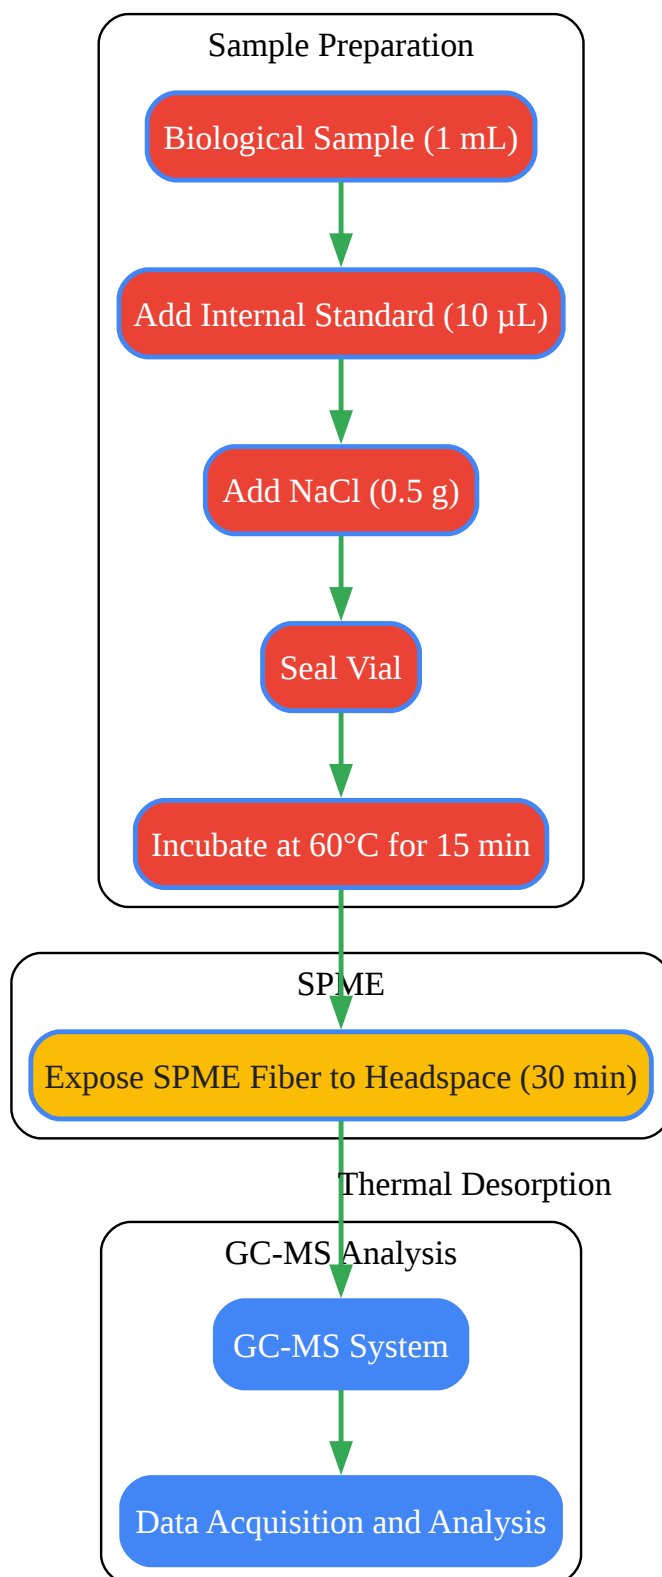 Sample Preparation
Biological Sample (1 mL)
Add Internal Standard (10 µL)
Add NaCl (0.5 g)
Seal Vial
Incubate at 60°C for 15 min
SPME
Expose SPME Fiber to Headspace (30 min)
Thermal Desorption
GC-MS Analysis
GC-MS System
Data Acquisition and Analysis